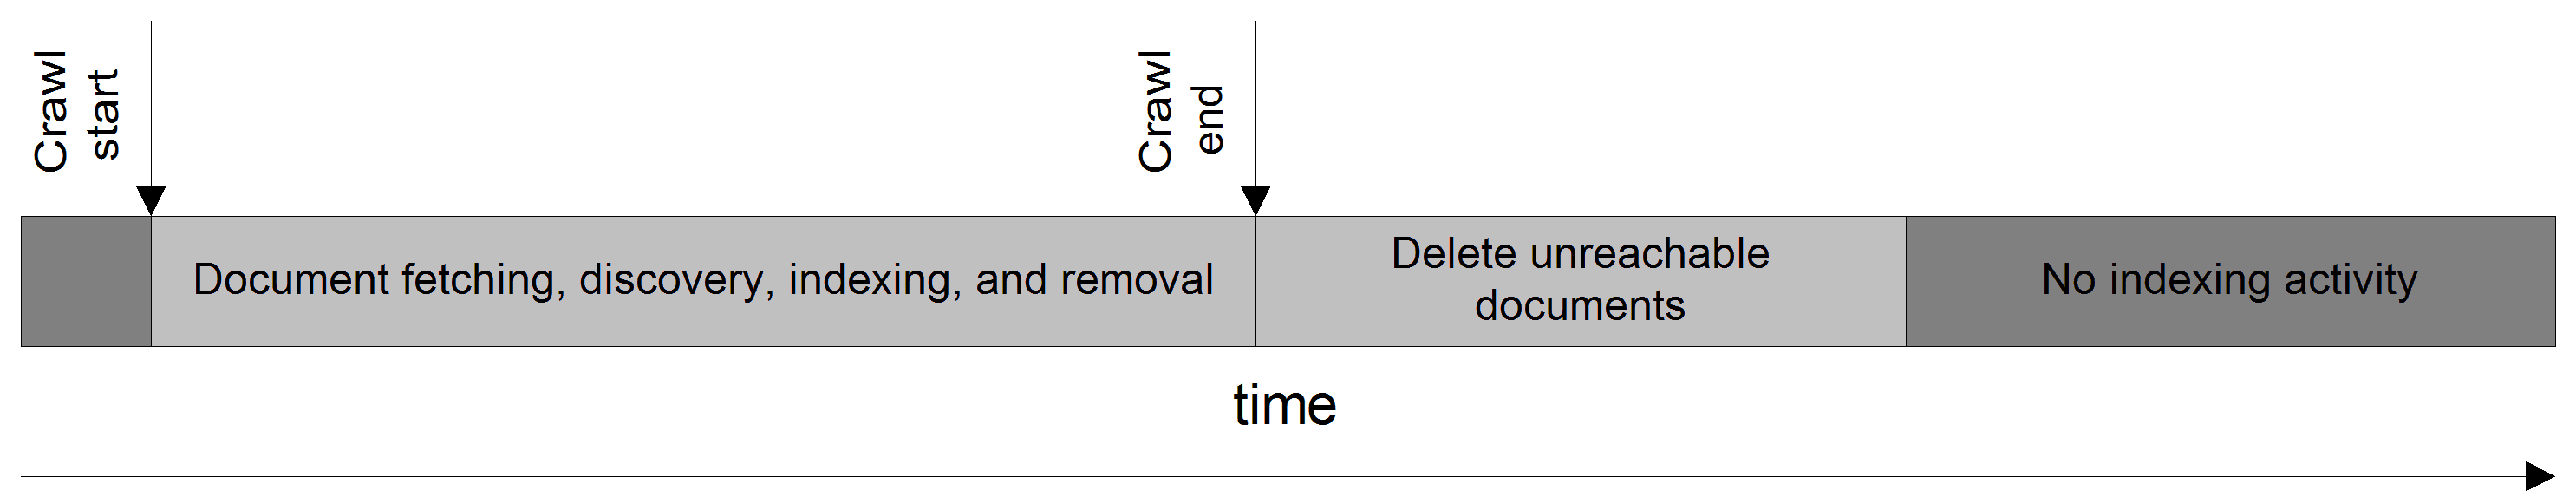 Crawl
start
Crawl
end
Document fetching, discovery, indexing, and removal
Delete unreachable
documents
No indexing activity
time